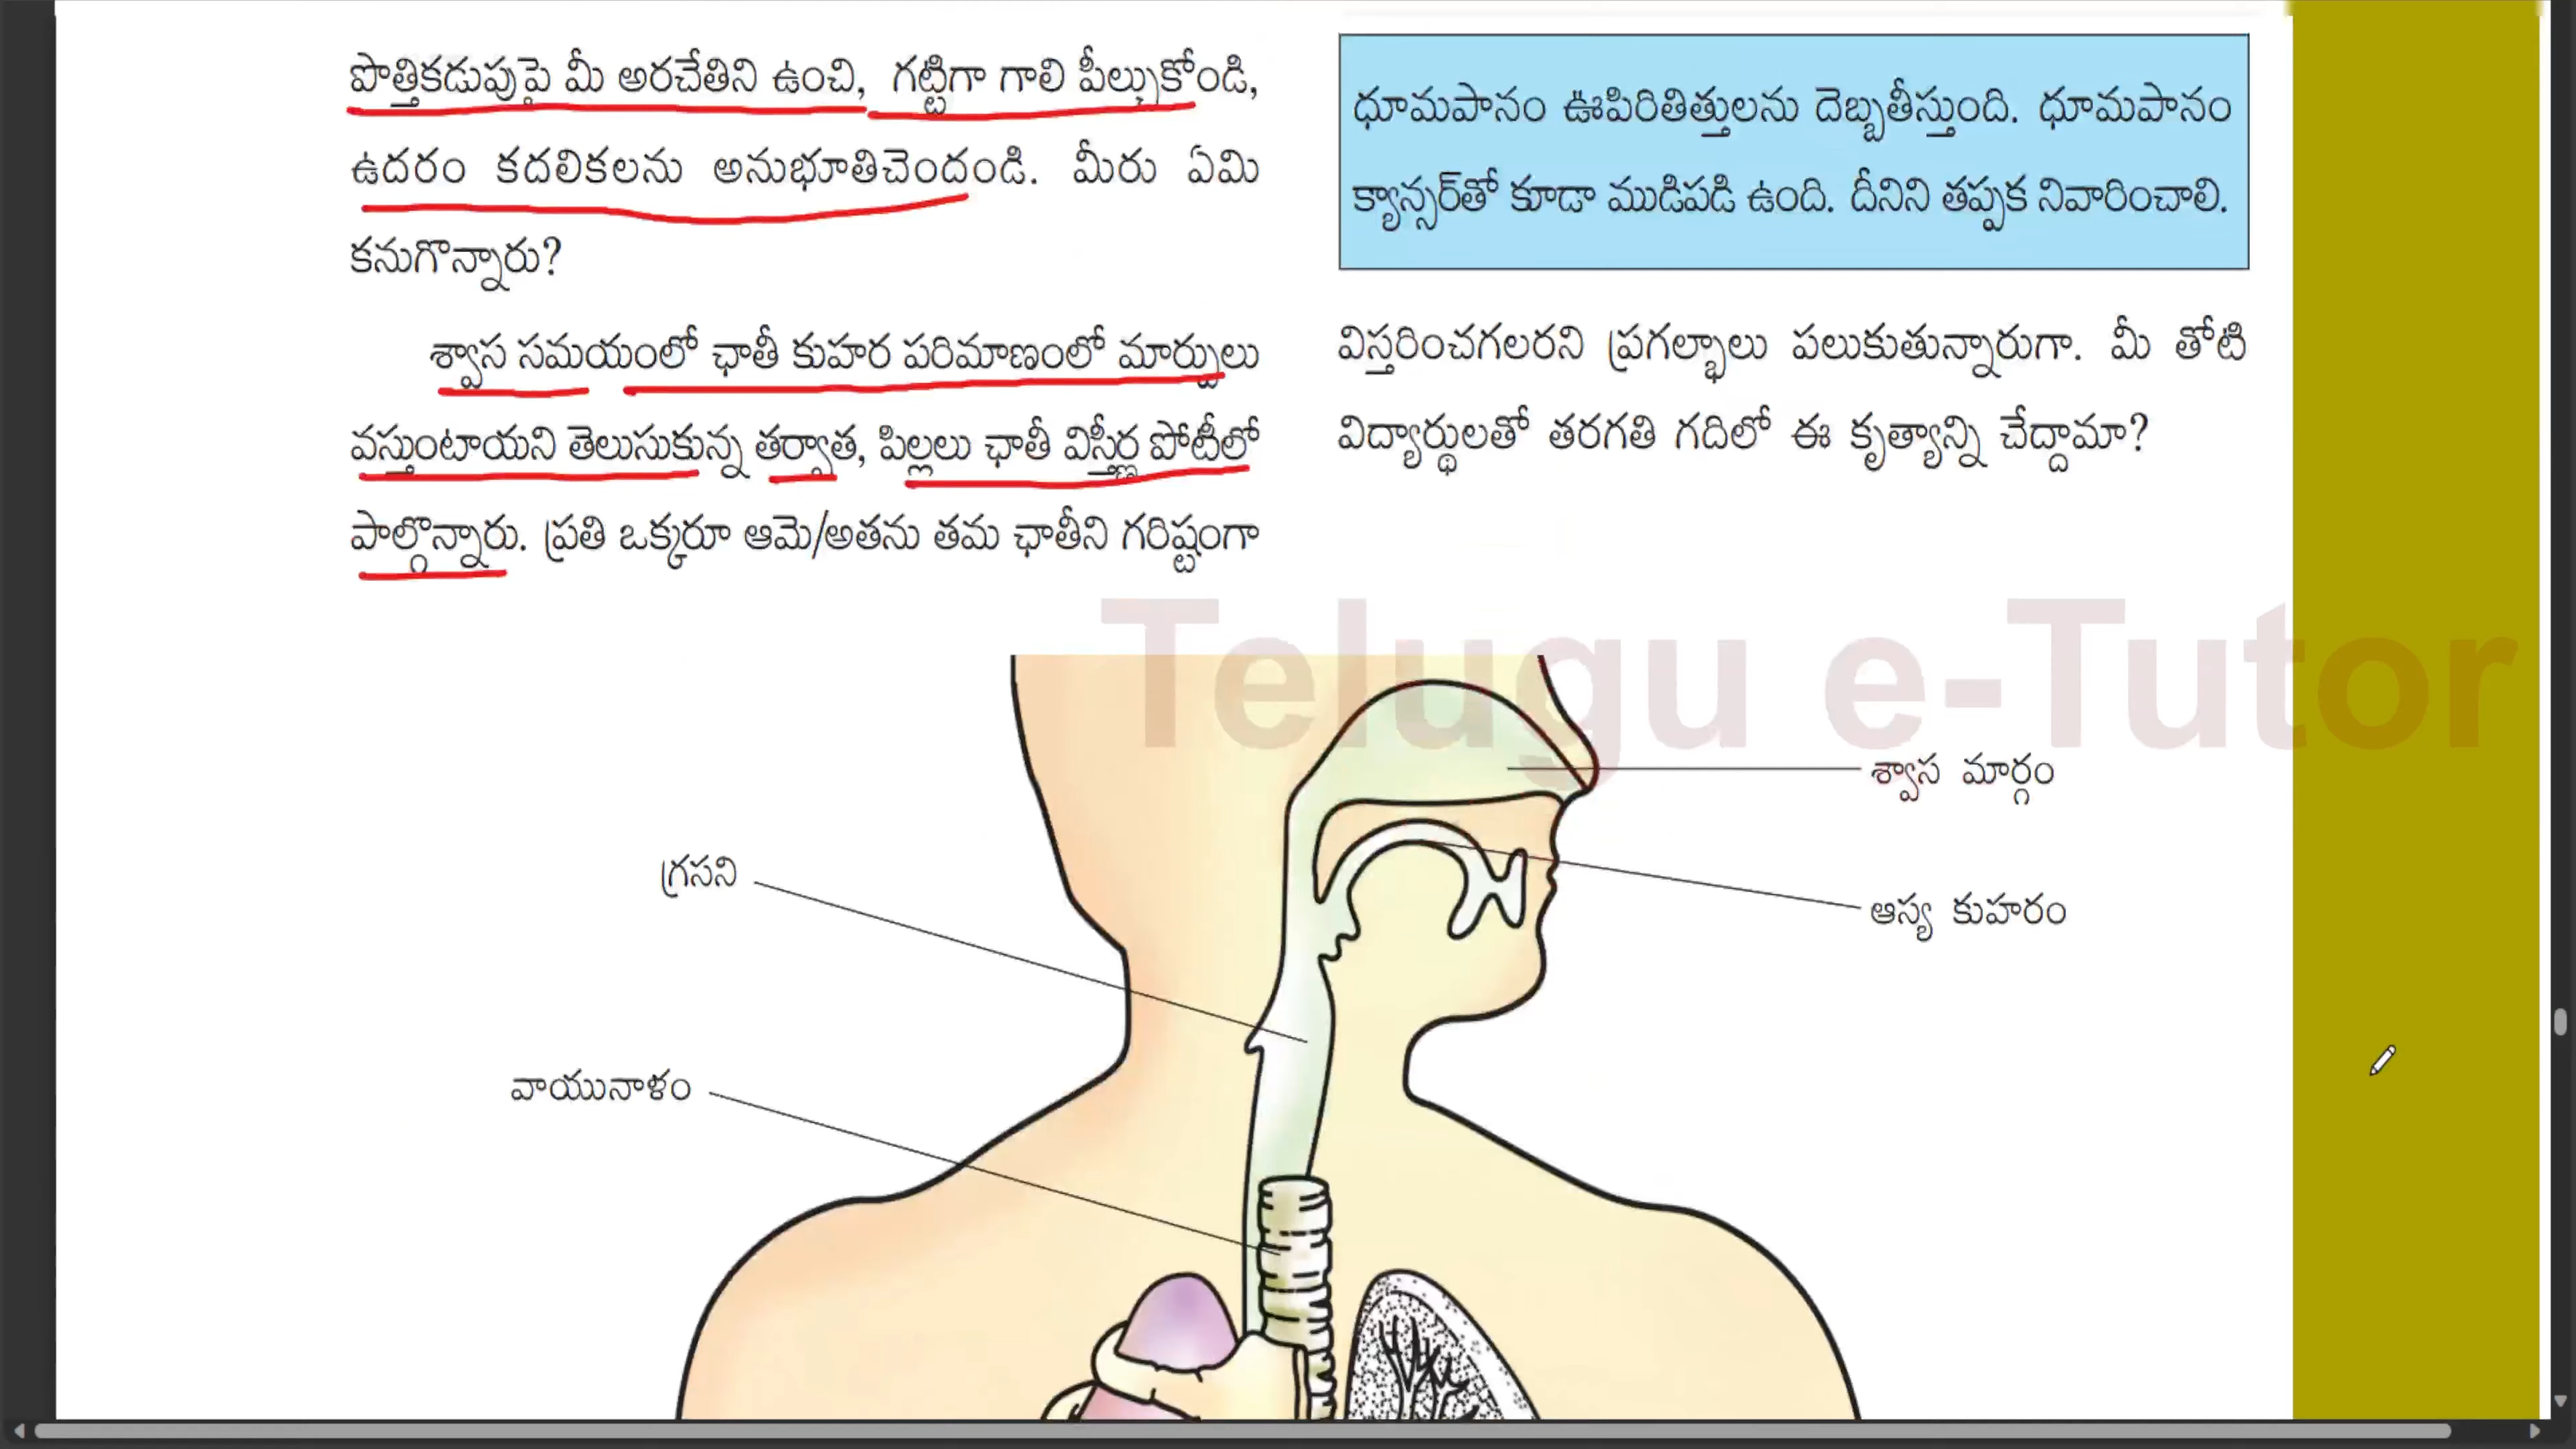 పొత్తికడుపుపై మీ అరచేతిని ఉంచి, గట్టిగా గాలి పీల్చుకోండి,
ఉదరం కదలికలను అనుభూతిచెందండి. మీరు ఏమి
కనుగొన్నారు?
శ్వాస సమయంలో ఛాతీ కుహర పరిమాణంలో మార్పులు
వస్తుంటాయని తెలుసుకున్న తర్వాత, పిల్లలు ఛాతీ విస్తీర్ణ పోటీలో
పాల్గొన్నారు. ప్రతి ఒక్కరూ ఆమె/అతను తమ ఛాతీని గరిష్టంగా
ధూమపానం ఊపిరితిత్తులను దెబ్బతీస్తుంది. ధూమపానం
క్యాన్సర్‌తో కూడా ముడిపడి ఉంది. దీనిని తప్పక నివారించాలి.
విస్తరించగలరని ప్రగల్భాలు పలుకుతున్నారుగా. మీ తోటి
విద్యార్థులతో తరగతి గదిలో ఈ కృత్యాన్ని చేద్దామా?
Telugu e-Tutor
శ్వాస మార్గం
గ్రసని
ఆస్య కుహరం
వాయునాళం